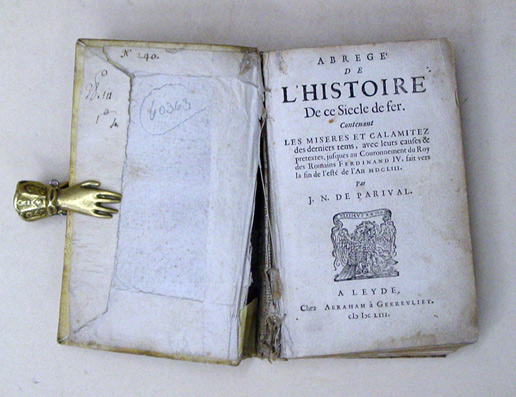 N 240.
60363
ABREGE
DE
L'HISTOIRE
De ce Siecle de fer.
Contenant
LES MISERES ET CALAMITEZ
des derniers tems, avec leurs causes &
pretextes, jusques au Couronnement du Roy
des Romains FERDINAND IV. fait vers
la fin de l'esté de l'An MDCLIII.
Par
J. N. DE PARIVAL.
A LEYDE,
Chez ABRAHAM à GEEREVLIET.